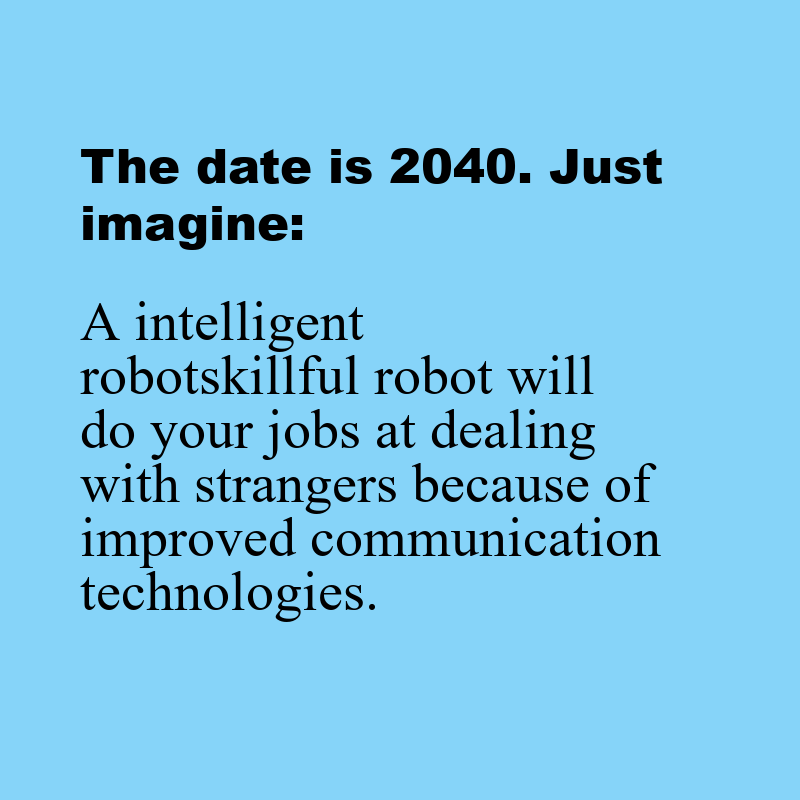 The date is 2040. Just
imagine:
A intelligent
robotskillful robot will
do your jobs at dealing
with strangers because of
improved communication
technologies.